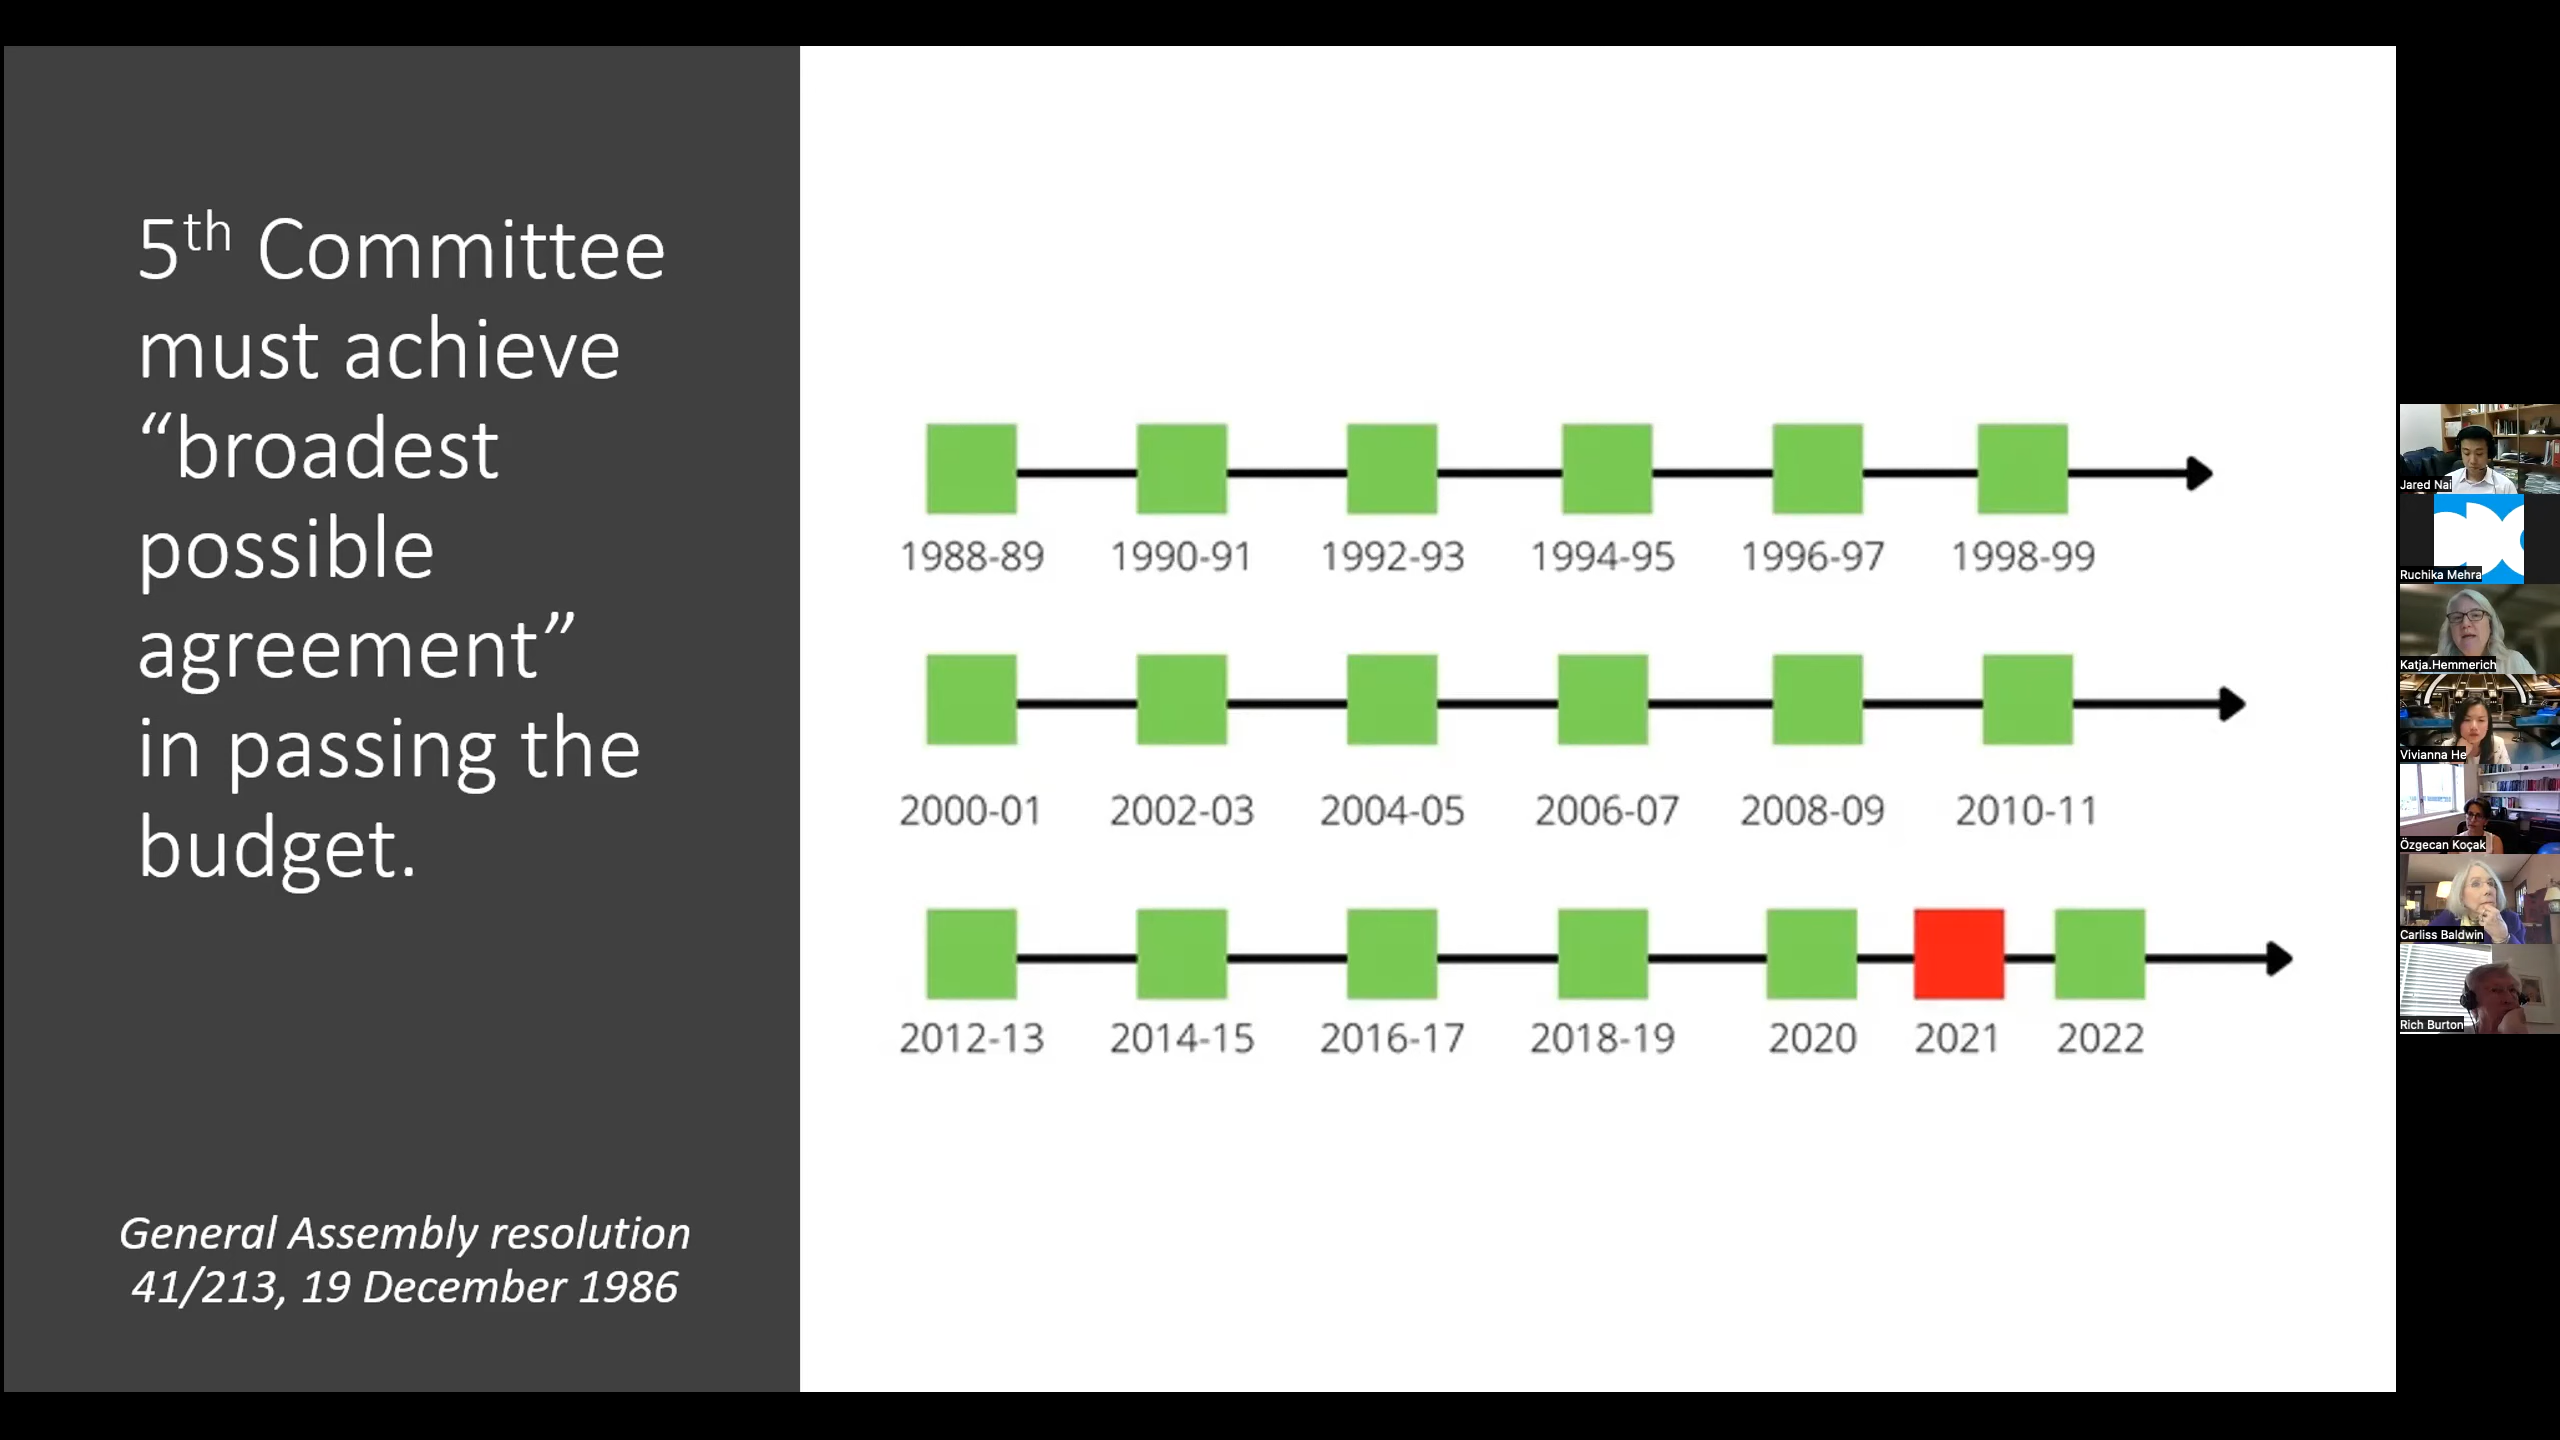 5th Committee
must achieve
“broadest
possible
agreement”
in passing the
budget.
General Assembly resolution
41/213, 19 December 1986
1988-89 1990-91 1992-93 1994-95 1996-97 1998-99
2000-01 2002-03 2004-05 2006-07 2008-09 2010-11
2012-13 2014-15 2016-17 2018-19 2020 2021 2022
Jared Nai
Ruchika Mehra
Katja.Hemmerich
Vivianna He
Özgecan Koçak
Carliss Baldwin
Rich Burton